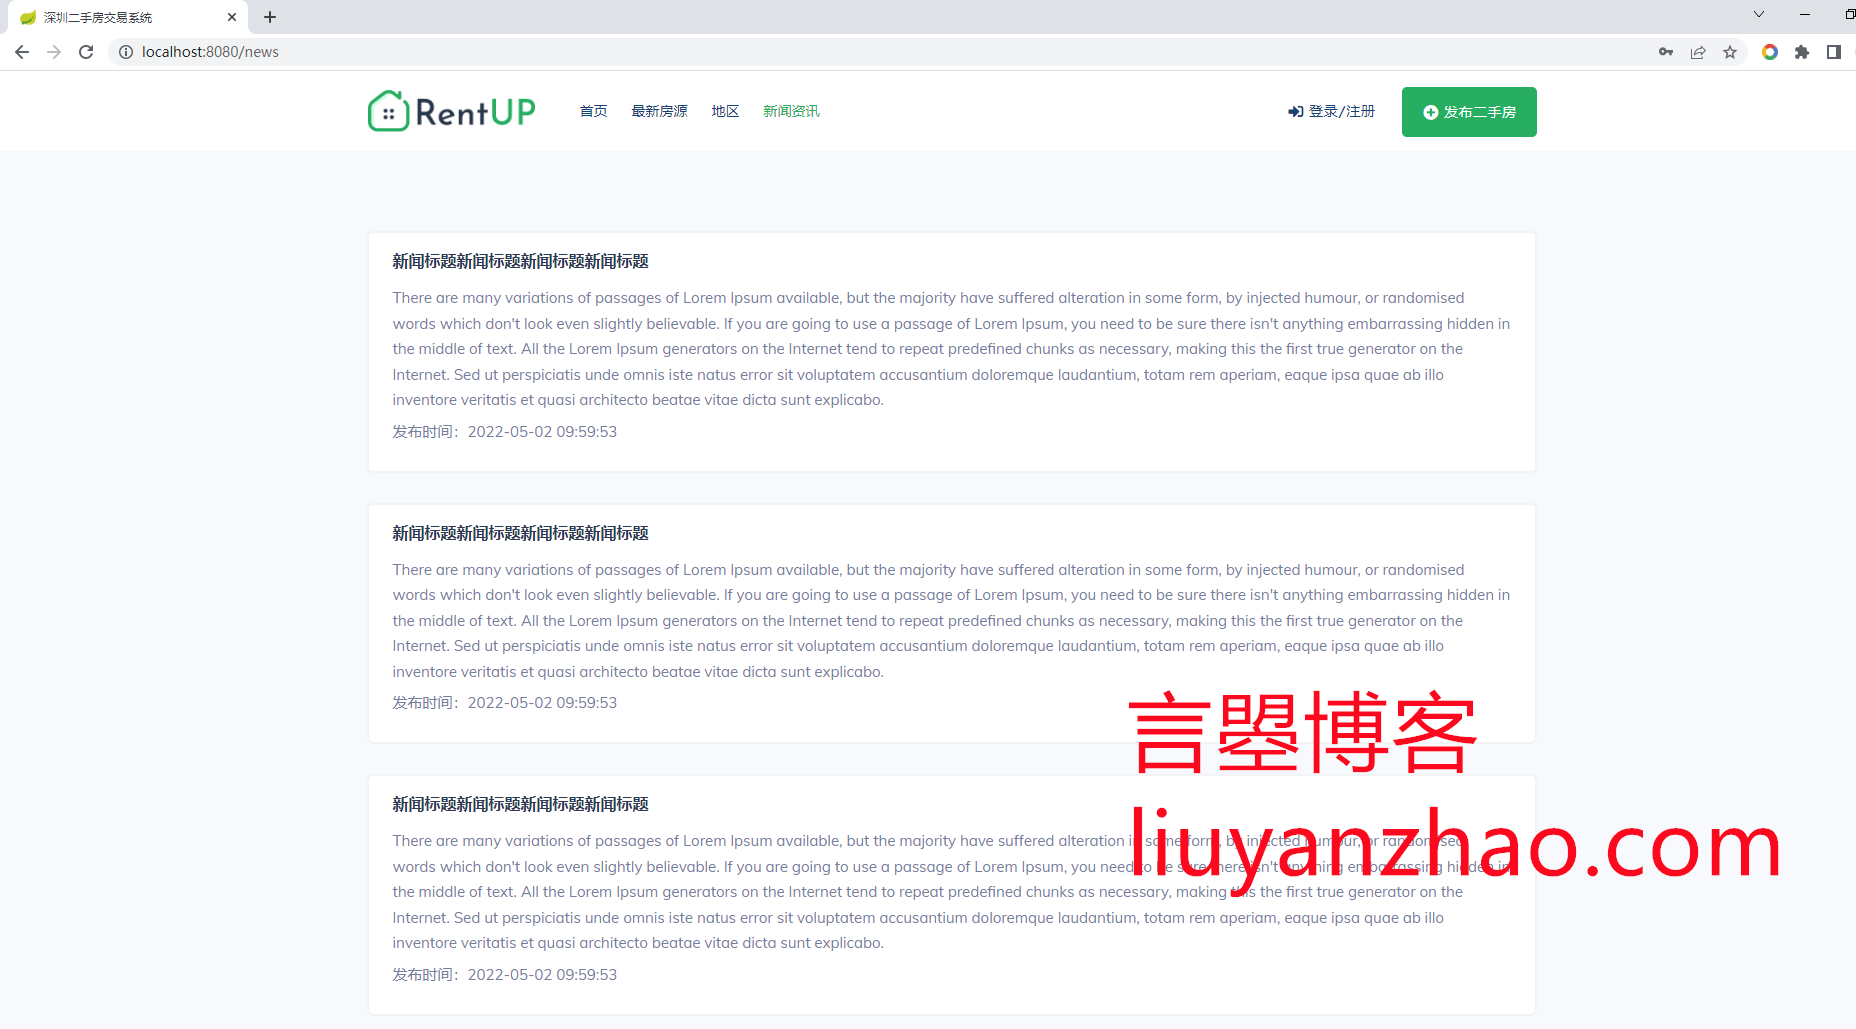 深圳二手房交易系统
localhost:8080/news
RentUP
首页 最新房源 地区 新闻资讯 登录/注册 发布二手房
新闻标题新闻标题新闻标题新闻标题
There are many variations of passages of Lorem Ipsum available, but the majority have suffered alteration in some form, by injected humour, or randomised
words which don't look even slightly believable. If you are going to use a passage of Lorem Ipsum, you need to be sure there isn't anything embarrassing hidden in
the middle of text. All the Lorem Ipsum generators on the Internet tend to repeat predefined chunks as necessary, making this the first true generator on the
Internet. Sed ut perspiciatis unde omnis iste natus error sit voluptatem accusantium doloremque laudantium, totam rem aperiam, eaque ipsa quae ab illo
inventore veritatis et quasi architecto beatae vitae dicta sunt explicabo.
发布时间：2022-05-02 09:59:53
新闻标题新闻标题新闻标题新闻标题
There are many variations of passages of Lorem Ipsum available, but the majority have suffered alteration in some form, by injected humour, or randomised
words which don't look even slightly believable. If you are going to use a passage of Lorem Ipsum, you need to be sure there isn't anything embarrassing hidden in
the middle of text. All the Lorem Ipsum generators on the Internet tend to repeat predefined chunks as necessary, making this the first true generator on the
Internet. Sed ut perspiciatis unde omnis iste natus error sit voluptatem accusantium doloremque laudantium, totam rem aperiam, eaque ipsa quae ab illo
inventore veritatis et quasi architecto beatae vitae dicta sunt explicabo.
发布时间：2022-05-02 09:59:53
言曌博客
新闻标题新闻标题新闻标题新闻标题
There are many variations of passages of Lorem Ipsum available, but the majority have suffered alteration in some form, by injected humour, or randomised
words which don't look even slightly believable. If you are going to use a passage of Lorem Ipsum, you need to be sure there isn't anything embarrassing hidden in
the middle of text. All the Lorem Ipsum generators on the Internet tend to repeat predefined chunks as necessary, making this the first true generator on the
Internet. Sed ut perspiciatis unde omnis iste natus error sit voluptatem accusantium doloremque laudantium, totam rem aperiam, eaque ipsa quae ab illo
inventore veritatis et quasi architecto beatae vitae dicta sunt explicabo.
发布时间：2022-05-02 09:59:53
liuyanzhao.com